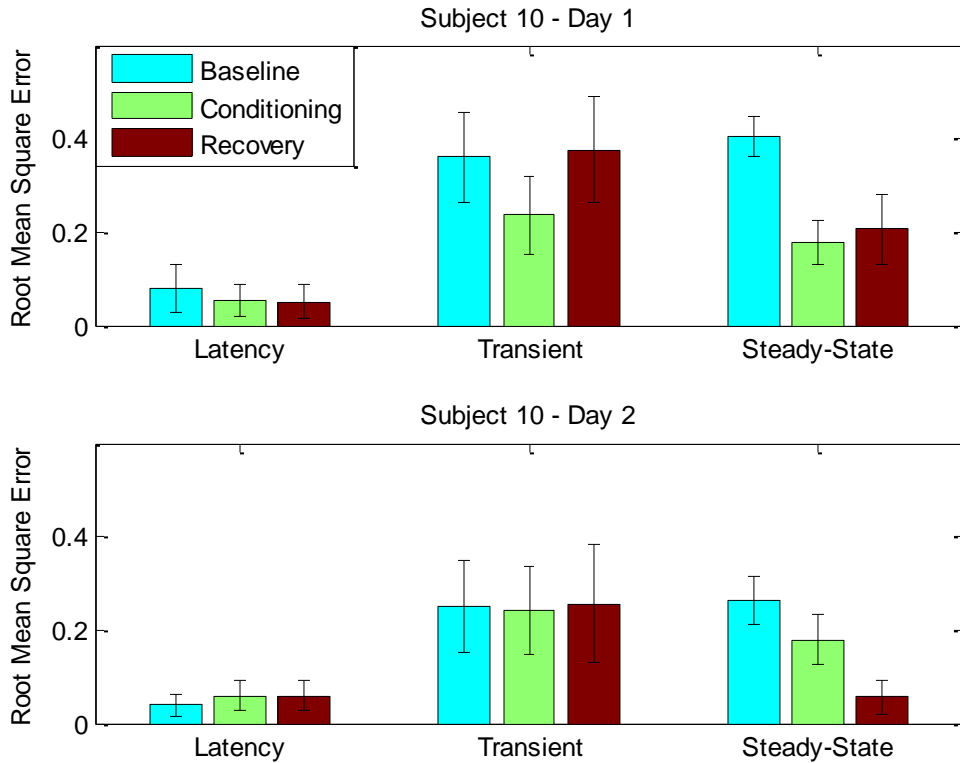 Subject 10 - Day 1
Root Mean Square Error
0.4
0.2
0
Baseline
Conditioning
Recovery
Latency
Transient
Steady-State
Subject 10 - Day 2
Root Mean Square Error
0.4
0.2
0
Latency
Transient
Steady-State